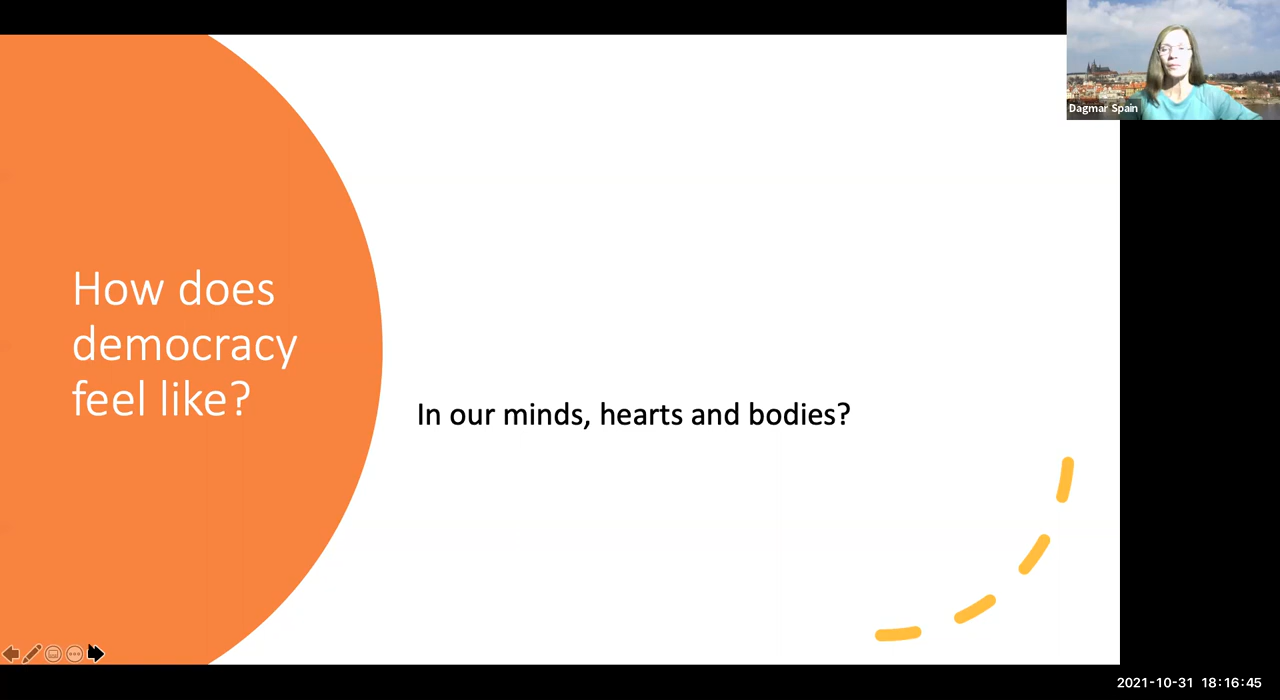 Dagmar Spain
How does
democracy
feel like?
In our minds, hearts and bodies?
2021-10-31 18:16:45